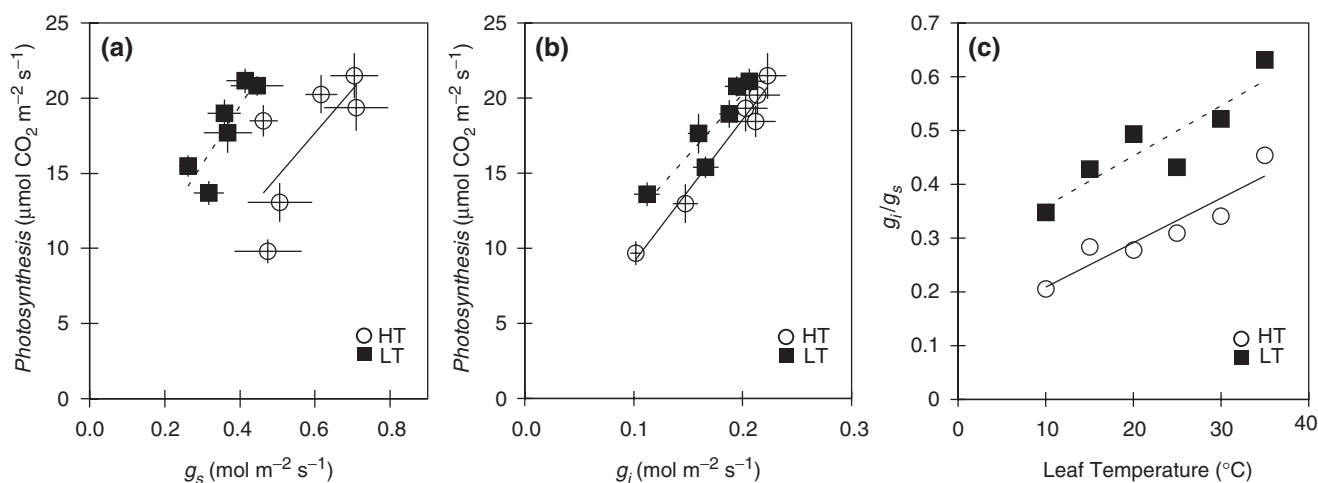 (a)
25
20
15
10
5
0
Photosynthesis (μmol CO₂ m⁻² s⁻¹)
0.0 0.2 0.4 0.6 0.8
gₛ (mol m⁻² s⁻¹)
HT
LT
(b)
25
20
15
10
5
0
Photosynthesis (μmol CO₂ m⁻² s⁻¹)
0.0 0.1 0.2 0.3
gᵢ (mol m⁻² s⁻¹)
HT
LT
(c)
0.7
0.6
0.5
0.4
0.3
0.2
0.1
0
gᵢ/gₛ
0 10 20 30 40
Leaf Temperature (°C)
HT
LT